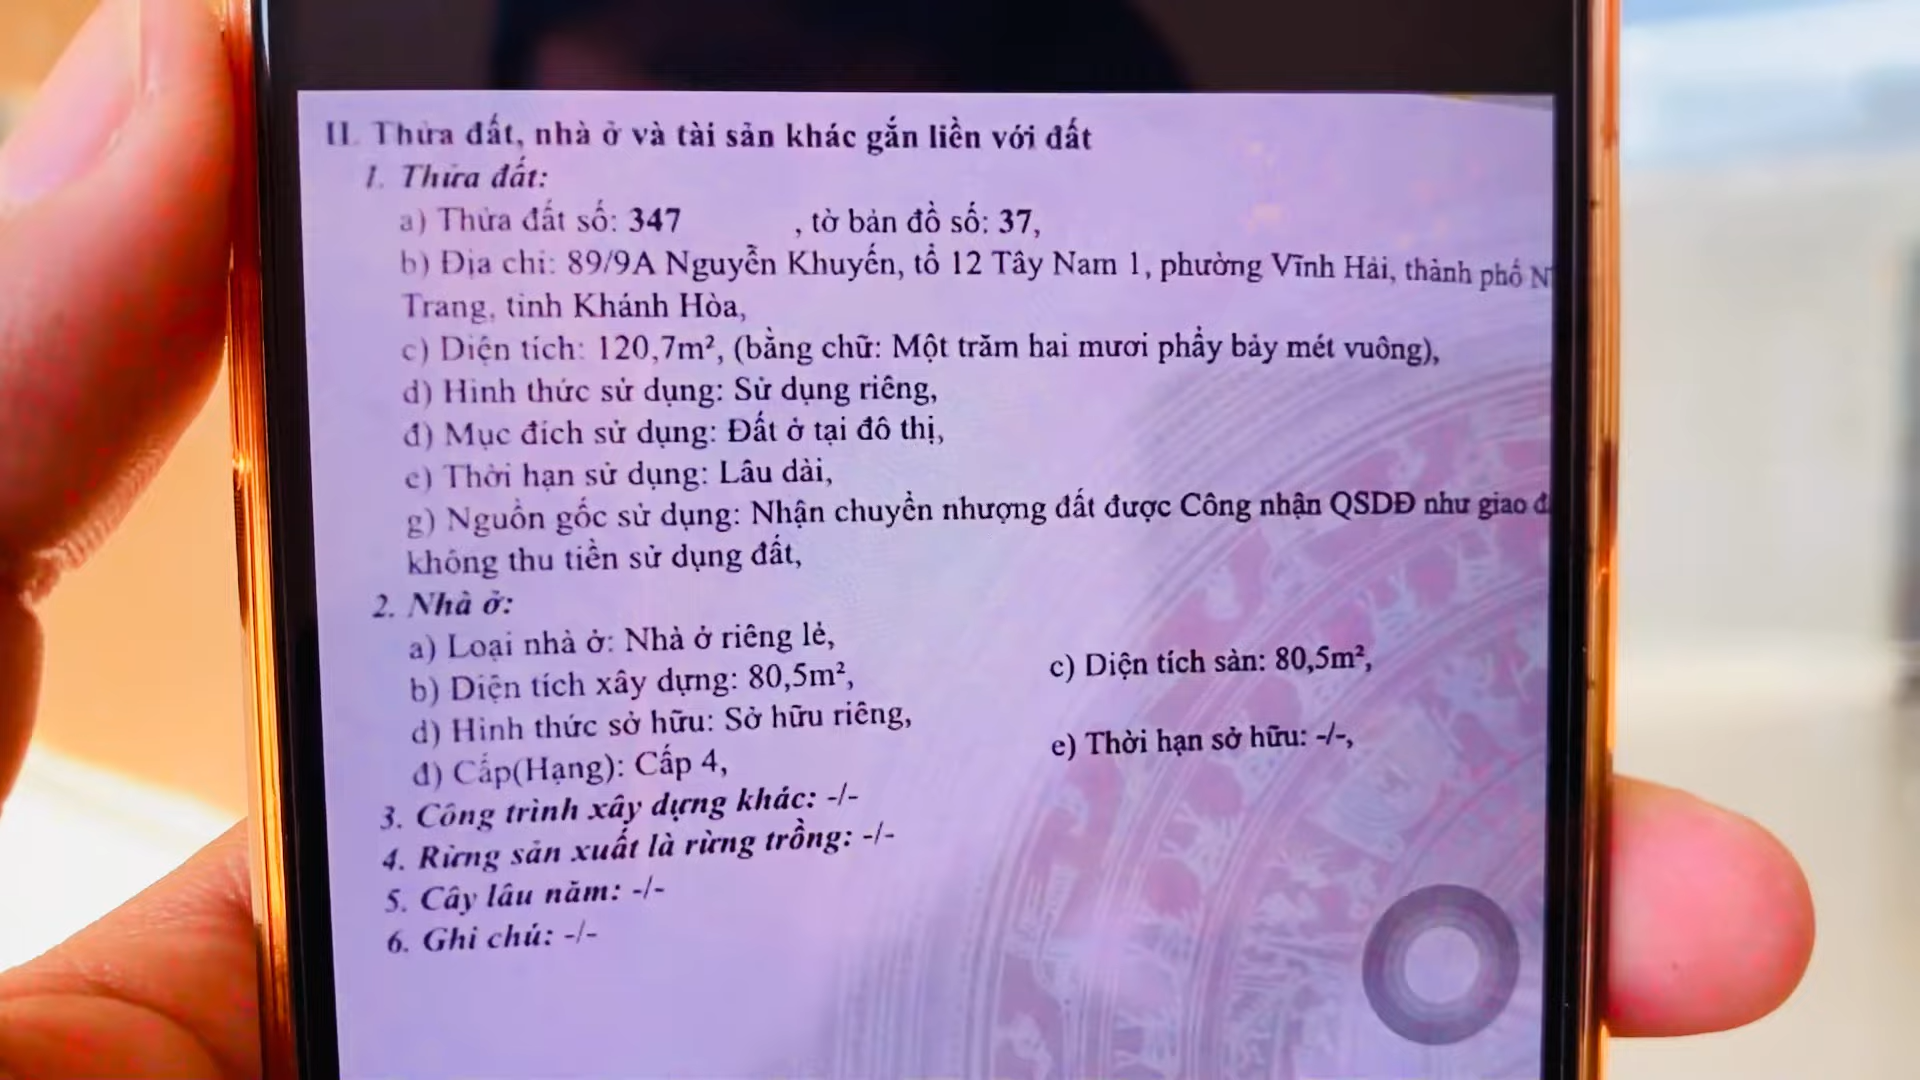 II. Thửa đất, nhà ở và tài sản khác gắn liền với đất
1. Thửa đất:
a) Thửa đất số: 347 , tờ bản đồ số: 37,
b) Địa chỉ: 89/9A Nguyễn Khuyến, tổ 12 Tây Nam 1, phường Vĩnh Hải, thành phố
Trang, tỉnh Khánh Hòa,
c) Diện tích: 120,7m², (bằng chữ: Một trăm hai mươi phẩy bảy mét vuông),
d) Hình thức sử dụng: Sử dụng riêng,
đ) Mục đích sử dụng: Đất ở tại đô thị,
e) Thời hạn sử dụng: Lâu dài,
g) Nguồn gốc sử dụng: Nhận chuyển nhượng đất được Công nhận QSDĐ như giao
không thu tiền sử dụng đất,
2. Nhà ở:
a) Loại nhà ở: Nhà ở riêng lẻ,
b) Diện tích xây dựng: 80,5m², c) Diện tích sàn: 80,5m²,
d) Hình thức sở hữu: Sở hữu riêng,
đ) Cấp(Hạng): Cấp 4, e) Thời hạn sở hữu: -/-,
3. Công trình xây dựng khác: -/-
4. Rừng sản xuất là rừng trồng: -/-
5. Cây lâu năm: -/-
6. Ghi chú: -/-